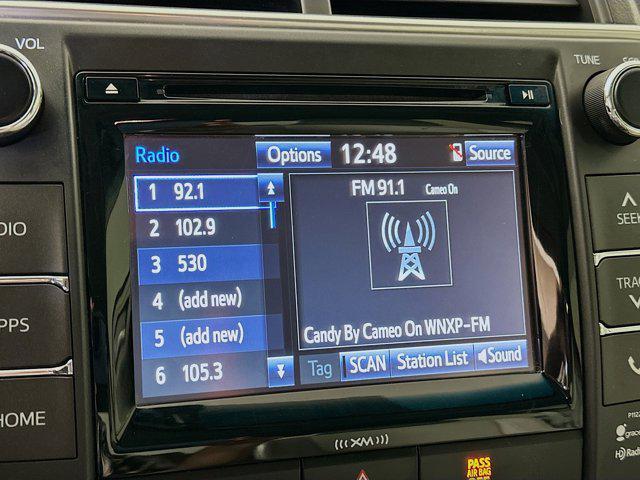 VOL
TUNE
Radio
Options
12:48
Source
1 92.1
FM 91.1 Cameo On
2 102.9
3 530
4 (add new)
5 (add new)
6 105.3
Candy By Cameo On WNXP-FM
Tag
SCAN
Station List
Sound
SEEK
PPS
HOME
((XM))
HD Radio
PASS
AIR BAG